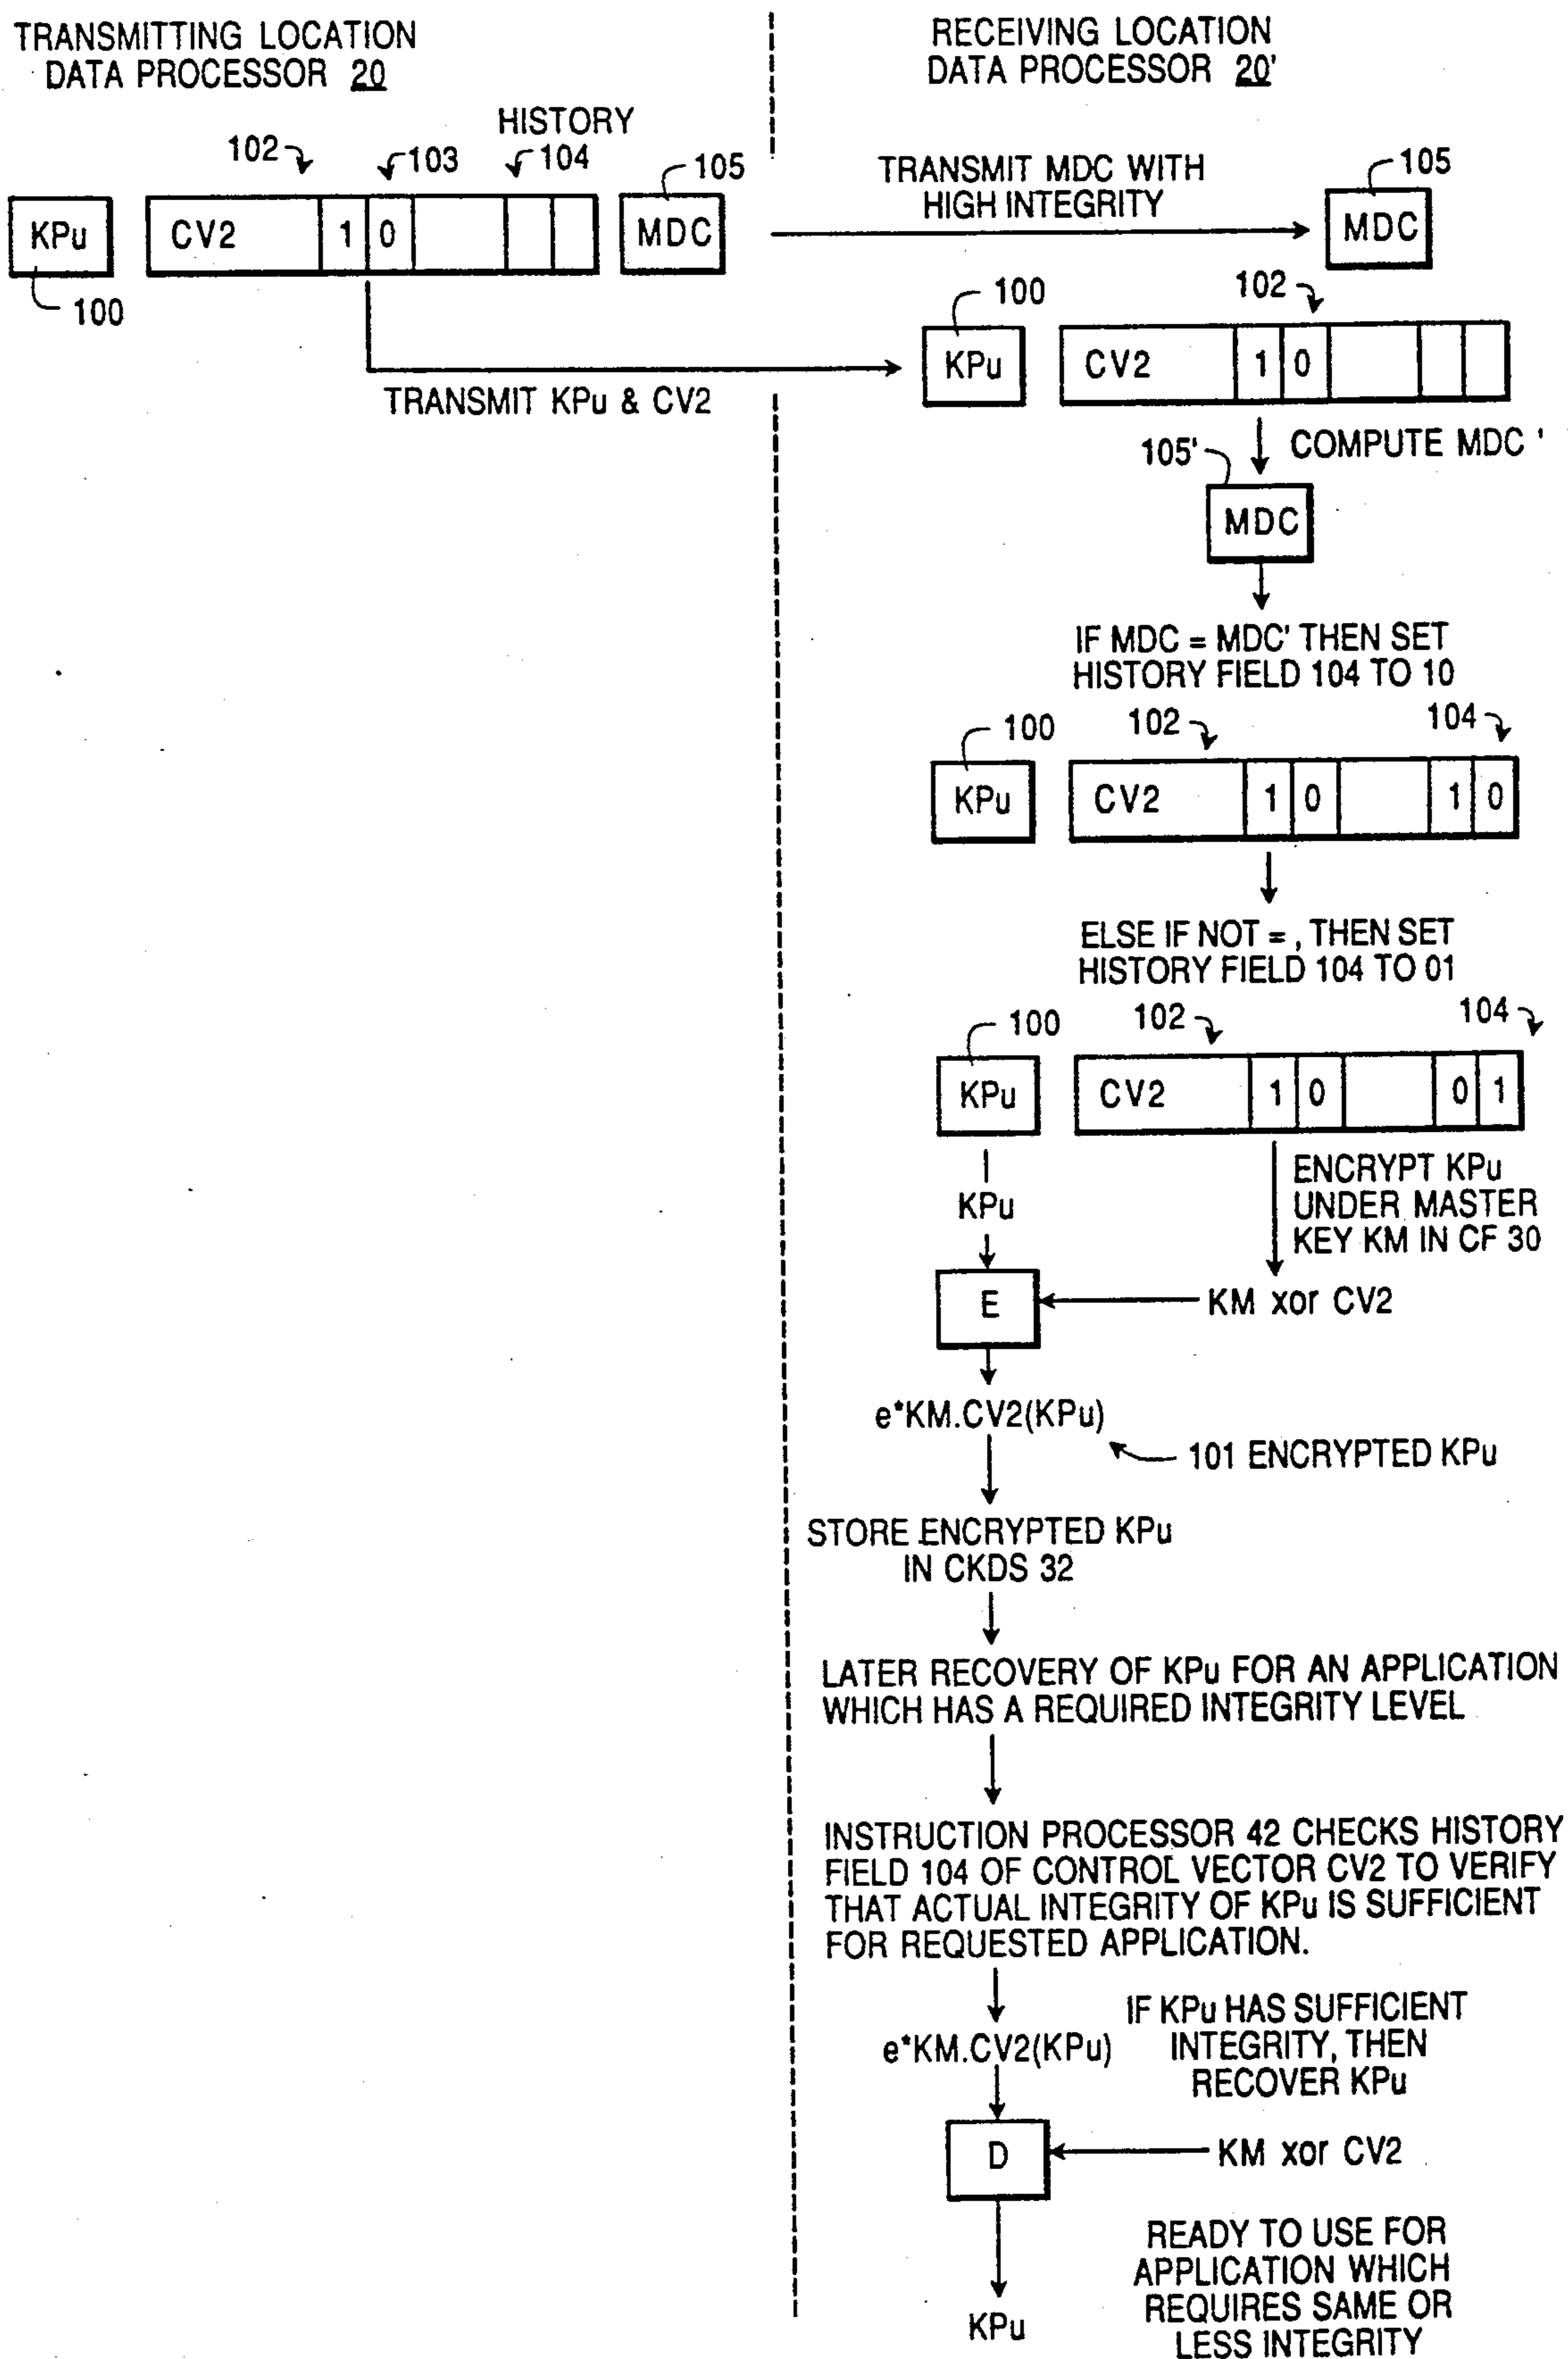 TRANSMITTING LOCATION
DATA PROCESSOR 20
RECEIVING LOCATION
DATA PROCESSOR 20'
HISTORY
102
103
104
105
KPu
CV2
1
0
MDC
100
TRANSMIT MDC WITH
HIGH INTEGRITY
105
MDC
TRANSMIT KPu & CV2
100
102
KPu
CV2
1
0
105'
COMPUTE MDC '
MDC
IF MDC = MDC' THEN SET
HISTORY FIELD 104 TO 10
100
102
104
KPu
CV2
1
0
1
0
ELSE IF NOT = , THEN SET
HISTORY FIELD 104 TO 01
100
102
104
KPu
CV2
1
0
0
1
KPu
ENCRYPT KPu
UNDER MASTER
KEY KM IN CF 30
E
KM xor CV2
e*KM.CV2(KPu)
101 ENCRYPTED KPu
STORE ENCRYPTED KPu
IN CKDS 32
LATER RECOVERY OF KPu FOR AN APPLICATION
WHICH HAS A REQUIRED INTEGRITY LEVEL
INSTRUCTION PROCESSOR 42 CHECKS HISTORY
FIELD 104 OF CONTROL VECTOR CV2 TO VERIFY
THAT ACTUAL INTEGRITY OF KPu IS SUFFICIENT
FOR REQUESTED APPLICATION.
e*KM.CV2(KPu)
IF KPu HAS SUFFICIENT
INTEGRITY, THEN
RECOVER KPu
D
KM xor CV2
KPu
READY TO USE FOR
APPLICATION WHICH
REQUIRES SAME OR
LESS INTEGRITY